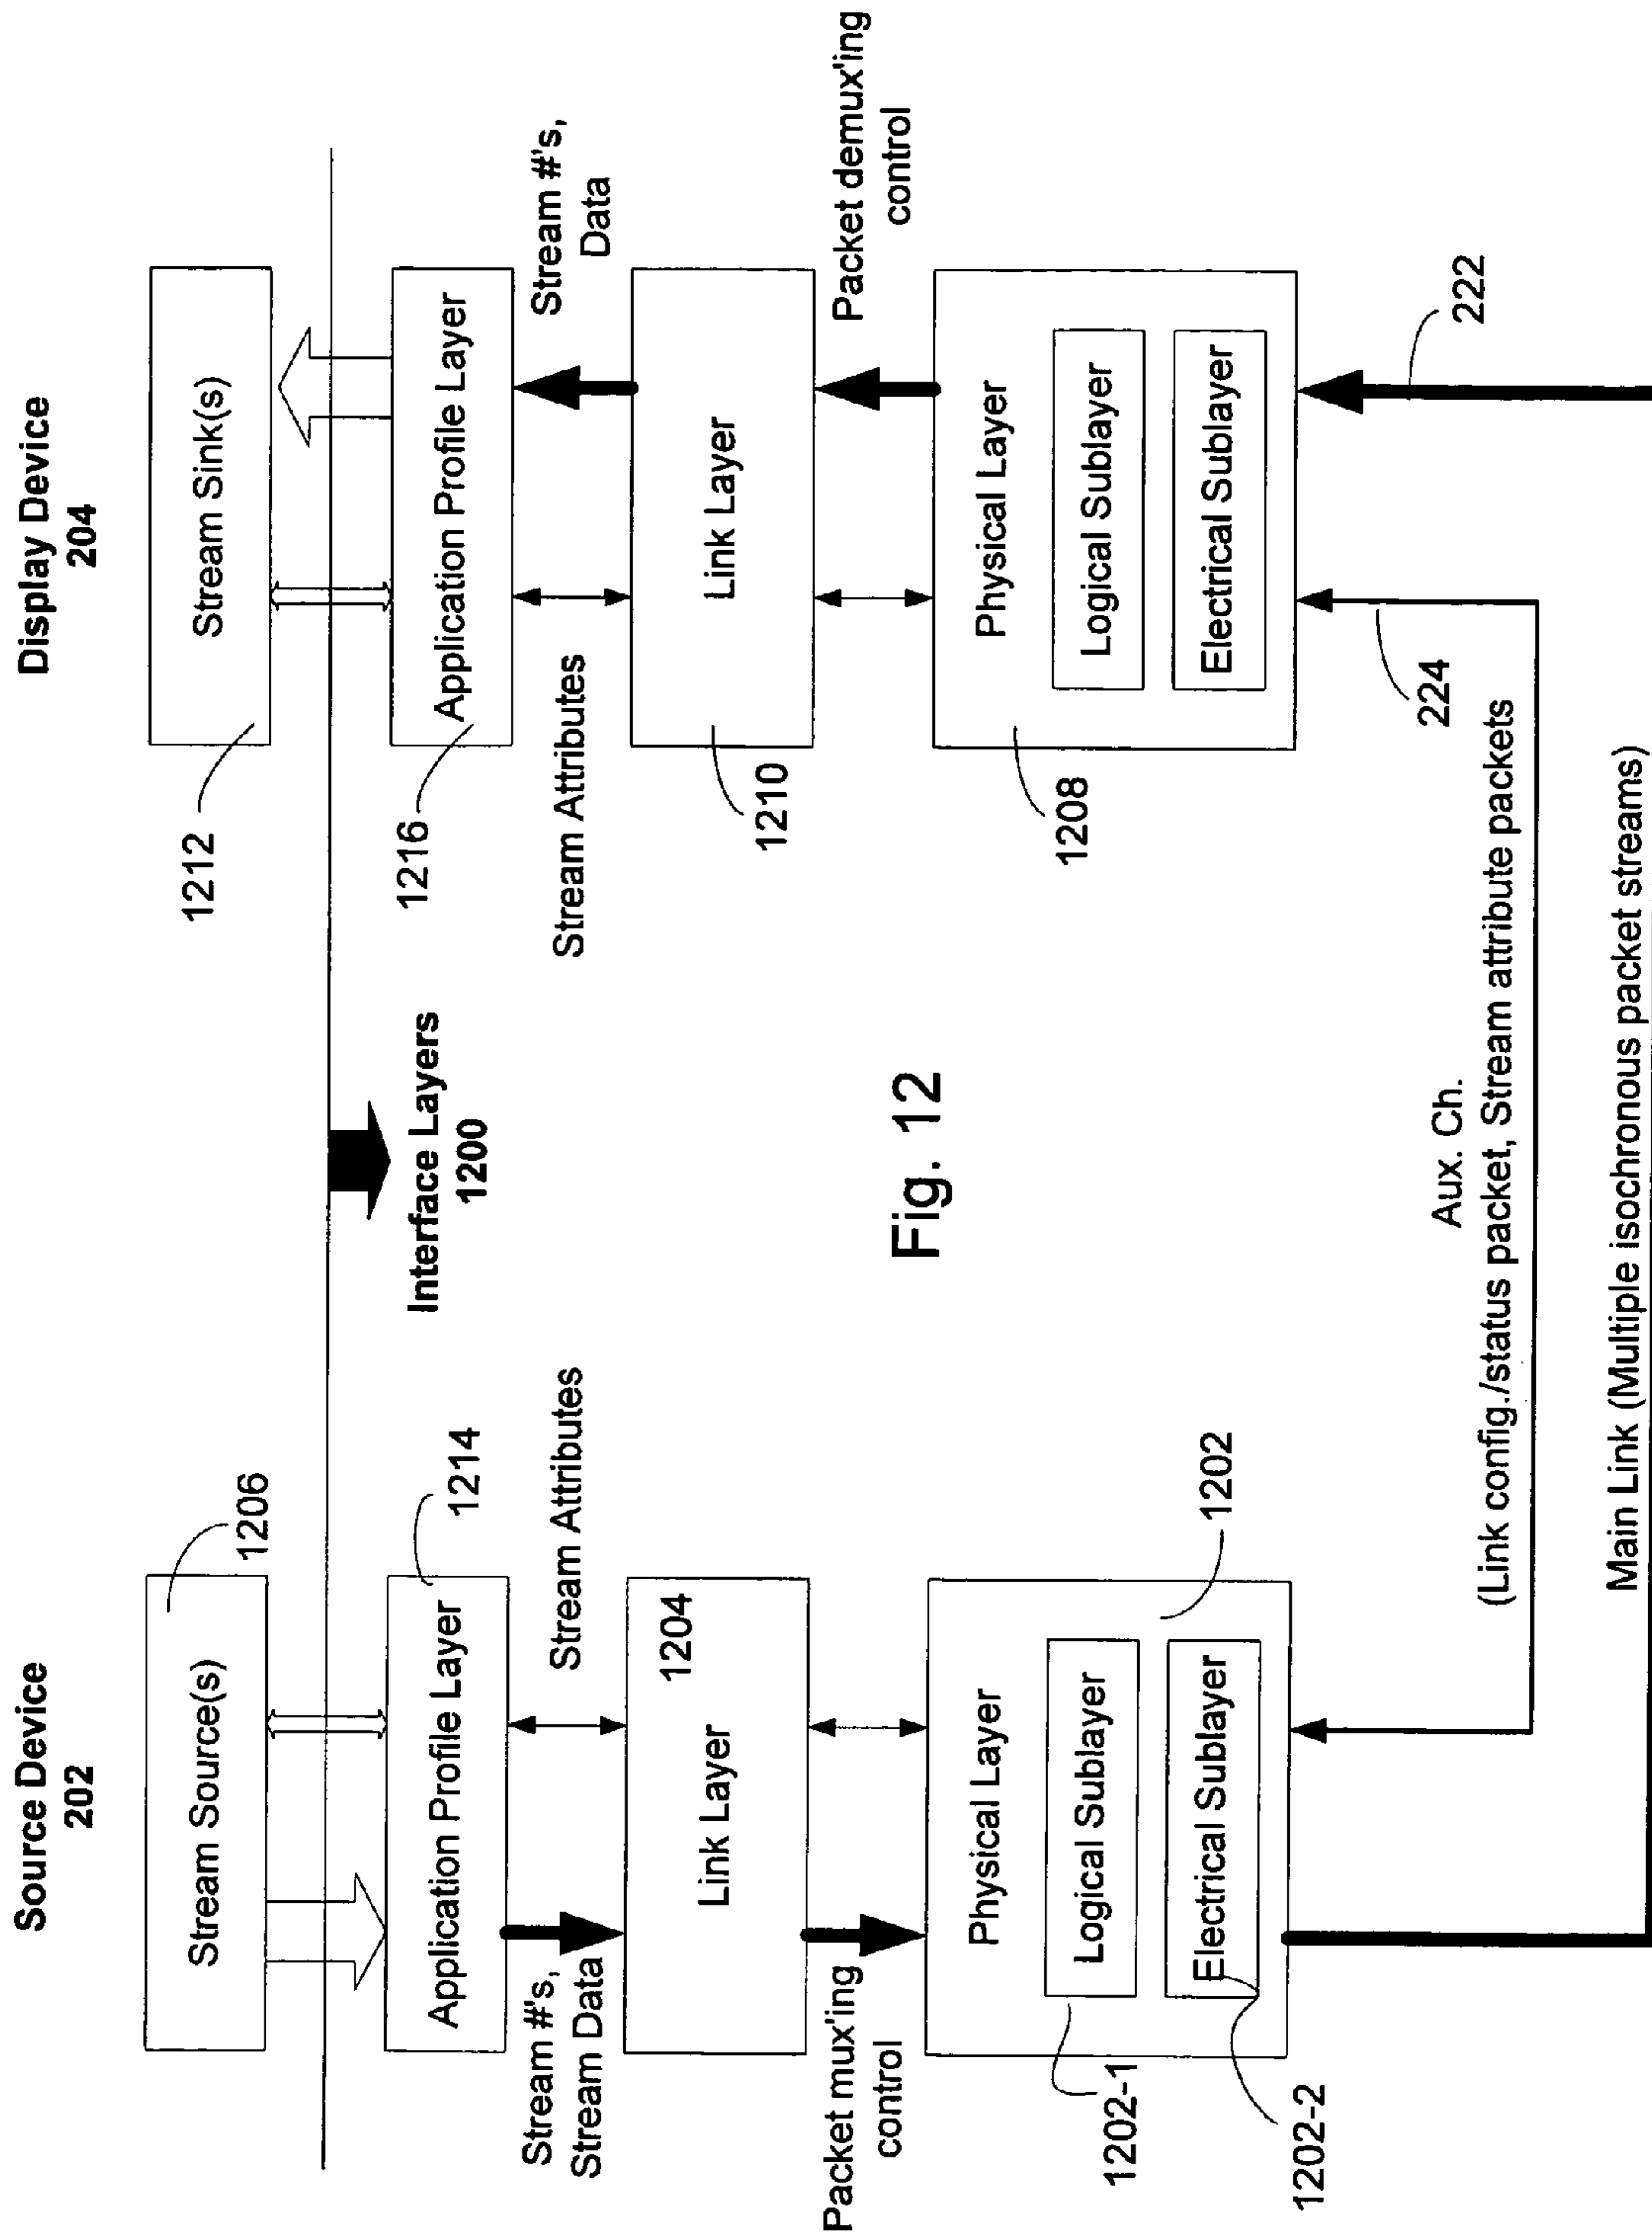 Source Device
202
Display Device
204
Stream Source(s)
1206
Stream Sink(s)
1212
Interface Layers
1200
Application Profile Layer
1214
Application Profile Layer
1216
Stream #'s,
Stream Data
Stream Attributes
Stream Attributes
Stream #'s,
Data
Link Layer
1204
Link Layer
1210
Packet mux'ing
control
Packet demux'ing
control
Fig. 12
Physical Layer
1202
Logical Sublayer
Electrical Sublayer
1202-1
1202-2
Physical Layer
1208
Logical Sublayer
Electrical Sublayer
Aux. Ch.
(Link config./status packet, Stream attribute packets
224
222
Main Link (Multiple isochronous packet streams)